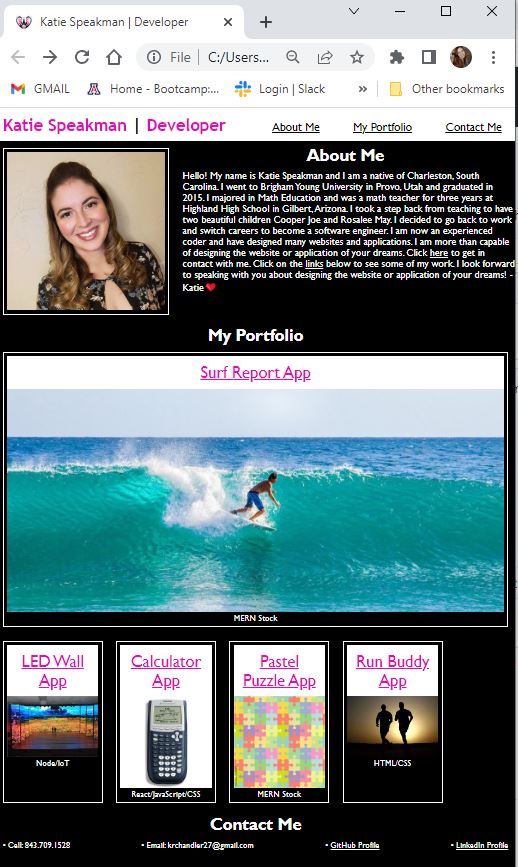 Katie Speakman | Developer
File
C:/Users...
GMAIL
Home - Bootcamp:...
Login | Slack
»
Other bookmarks
Katie Speakman | Developer
About Me
My Portfolio
Contact Me
About Me
Hello! My name is Katie Speakman and I am a native of Charleston, South
Carolina. I went to Brigham Young University in Provo, Utah and graduated in
2015. I majored in Math Education and was a math teacher for three years at
Highland High School in Gilbert, Arizona. I took a step back from teaching to have
two beautiful children Cooper Joe and Rosalee May. I decided to go back to work
and switch careers to become a software engineer. I am now an experienced
coder and have designed many websites and applications. I am more than capable
of designing the website or application of your dreams. Click here to get in
contact with me. Click on the links below to see some of my work. I look forward
to speaking with you about designing the website or application of your dreams! -
Katie ❤
My Portfolio
Surf Report App
MERN Stock
LED Wall
App
Node/IoT
Calculator
App
React/JavaScript/CSS
Pastel
Puzzle App
MERN Stock
Run Buddy
App
HTML/CSS
Contact Me
• Cell: 843.709.1528
• Email: krchandler27@gmail.com
• GitHub Profile
• LinkedIn Profile